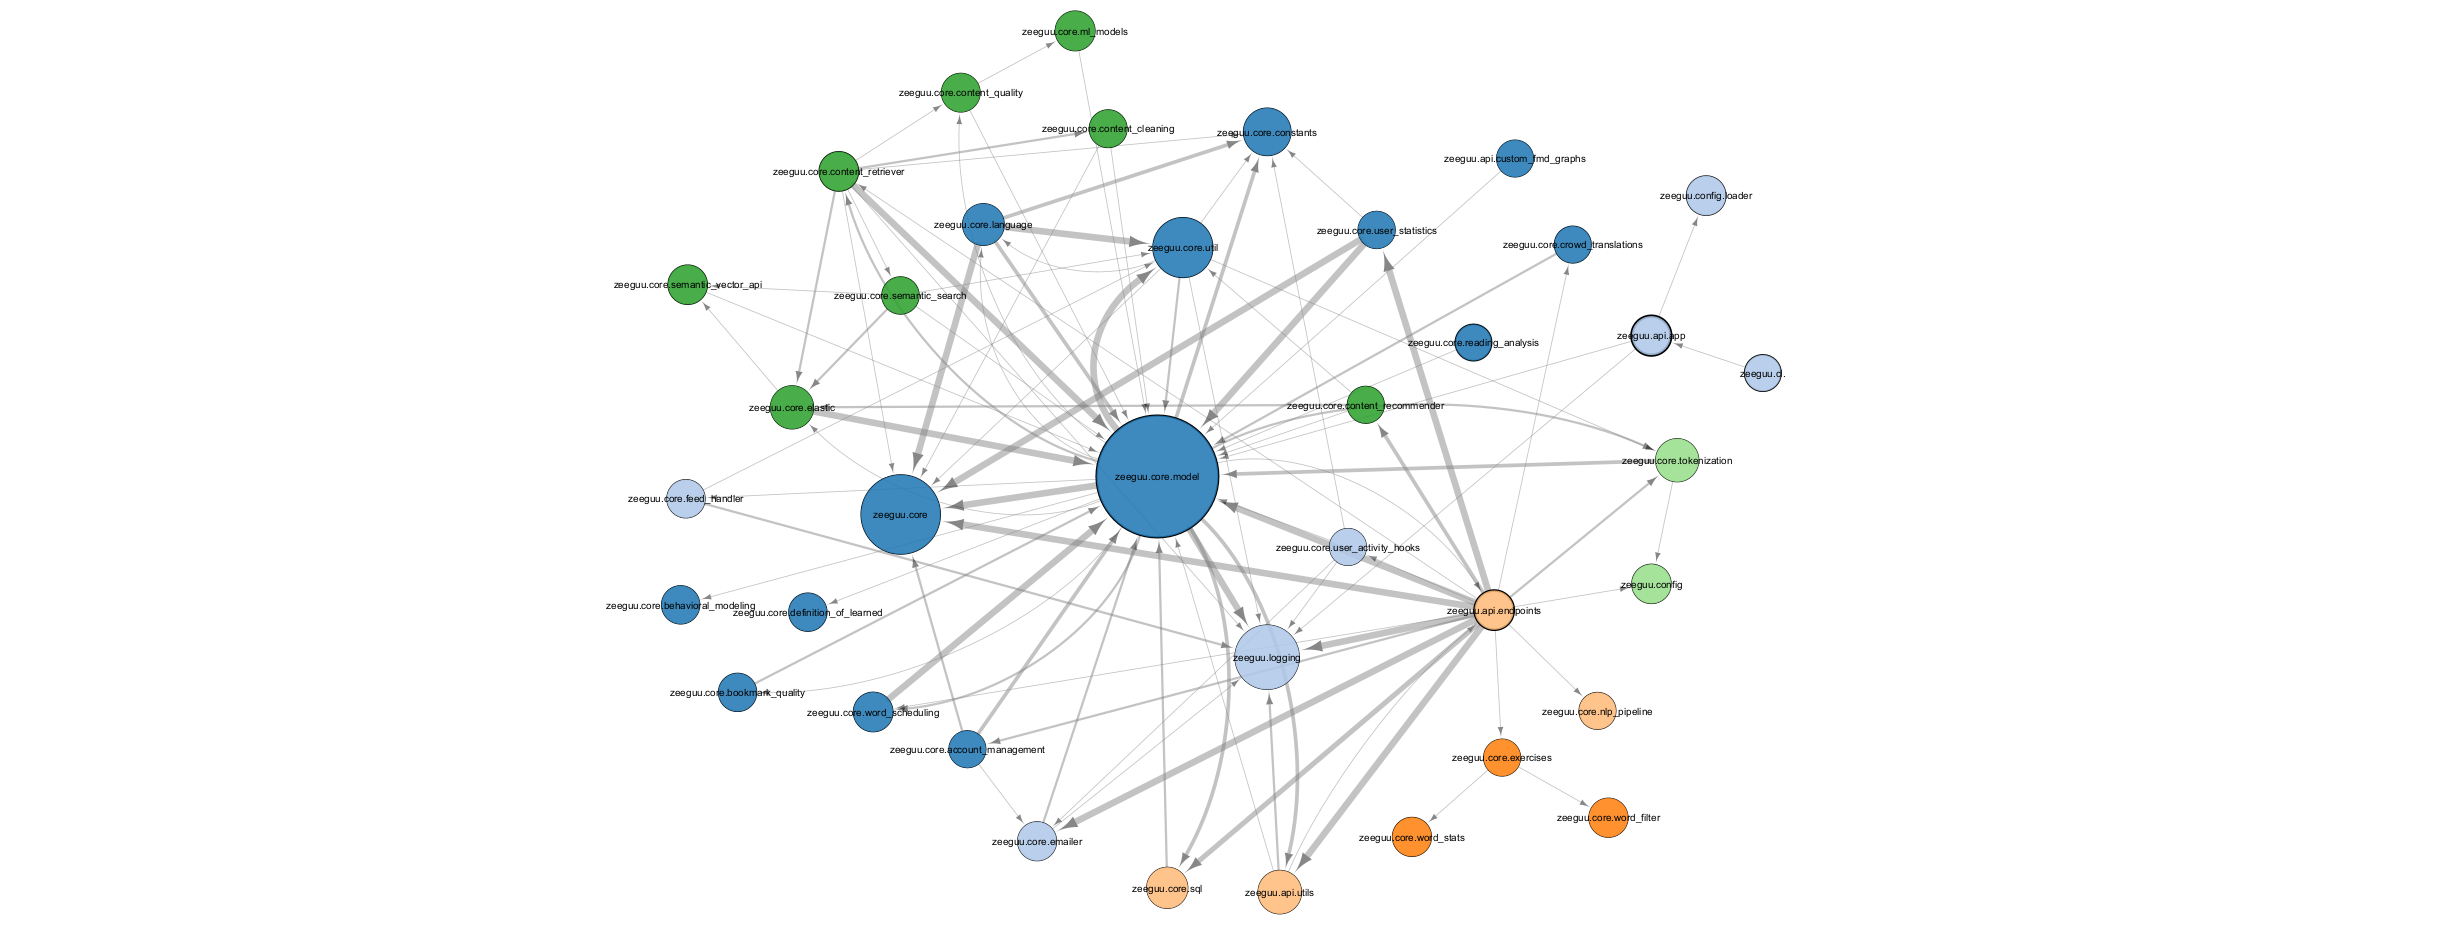 zeeguu.core.ml_models
zeeguu.core.content_quality
zeeguu.core.content_cleaning
zeeguu.core.constants
zeeguu.api.custom_fmd_graphs
zeeguu.core.content_retriever
zeeguu.config.loader
zeeguu.core.language
zeeguu.core.user_statistics
zeeguu.core.util
zeeguu.core.crowd_translations
zeeguu.core.semantic_vector_api
zeeguu.core.semantic_search
zeeguu.api.app
zeeguu.core.reading_analysis
zeeguu.cl.
zeeguu.core.elastic
zeeguu.core.content_recommender
zeeguu.core.tokenization
zeeguu.core.model
zeeguu.core.feed_handler
zeeguu.core
zeeguu.core.user_activity_hooks
zeeguu.config
zeeguu.core.behavioral_modeling
zeeguu.core.definition_of_learned
zeeguu.api.endpoints
zeeguu.logging
zeeguu.core.bookmark_quality
zeeguu.core.word_scheduling
zeeguu.core.nlp_pipeline
zeeguu.core.account_management
zeeguu.core.exercises
zeeguu.core.word_filter
zeeguu.core.word_stats
zeeguu.core.emailer
zeeguu.core.sql
zeeguu.api.utils